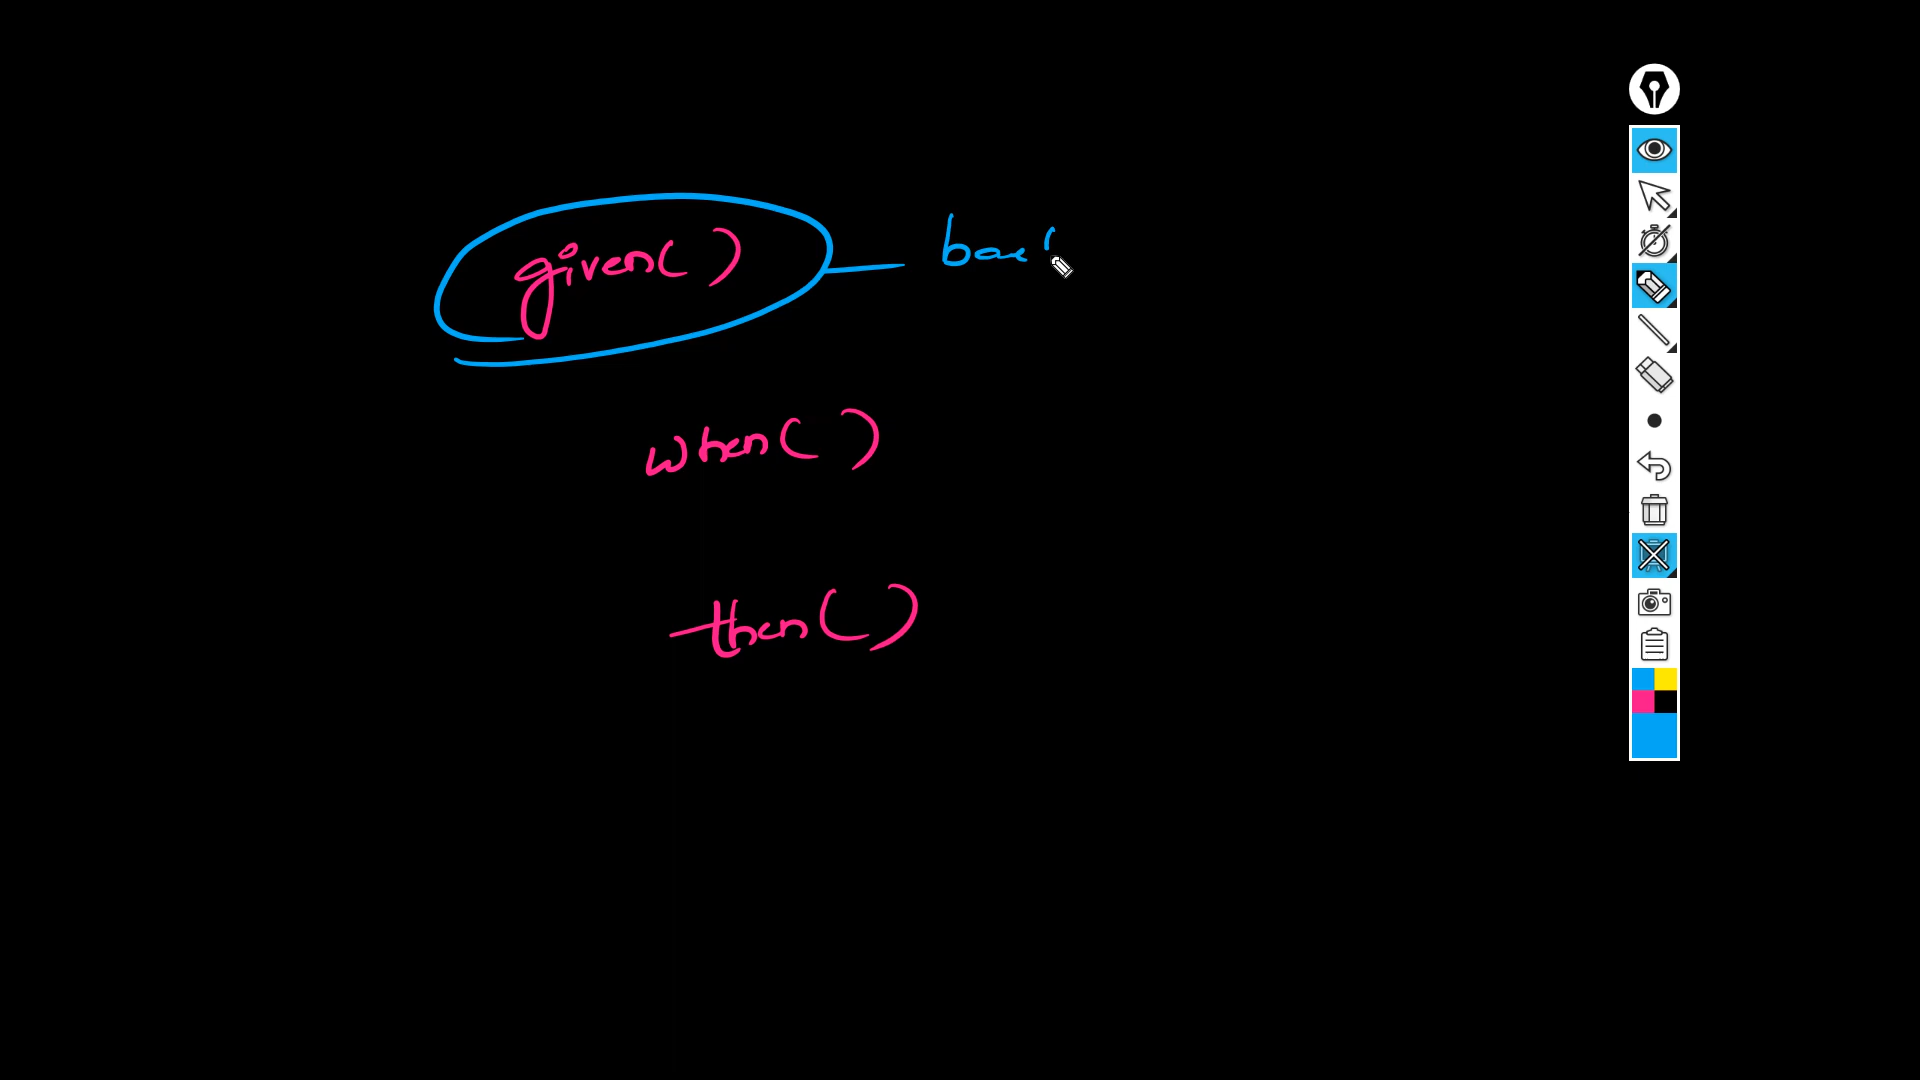 given( )
when( )
then( )